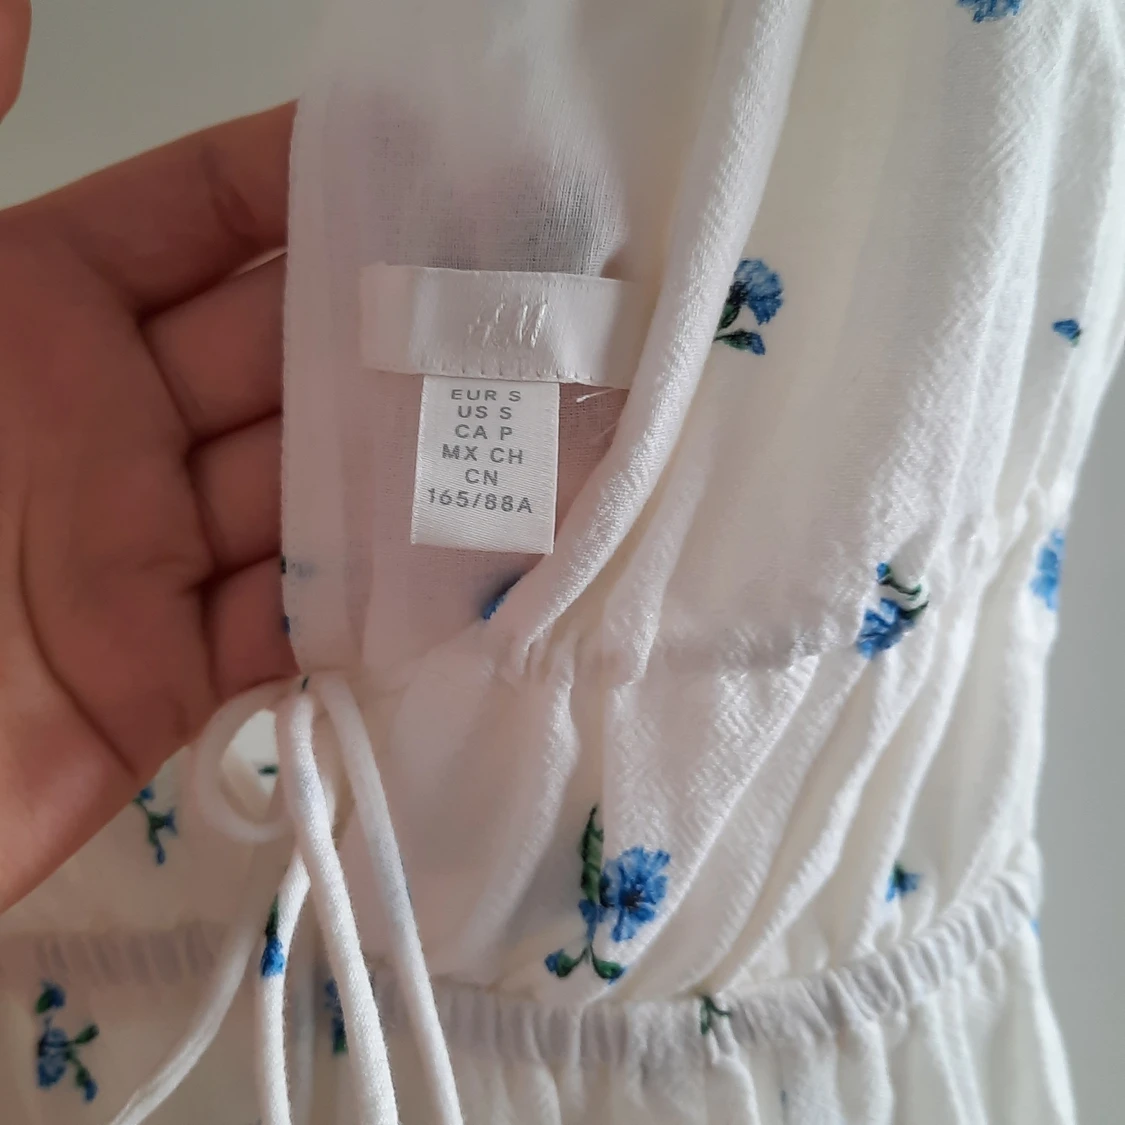 H&M
EUR S
US S
CA P
MX CH
CN
165/88A